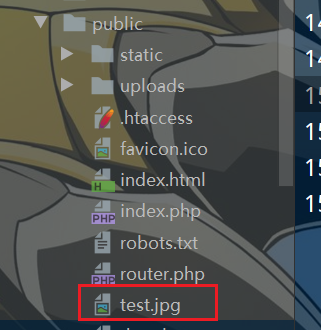 public
static
uploads
.htaccess
favicon.ico
index.html
index.php
robots.txt
router.php
test.jpg